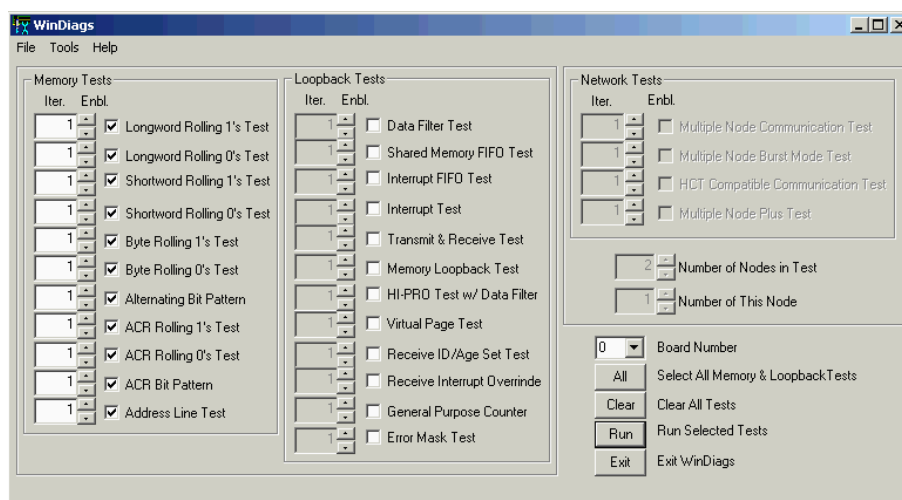 WinDiags
File Tools Help
Memory Tests
Iter. Enbl.
1 Longword Rolling 1's Test
1 Longword Rolling 0's Test
1 Shortword Rolling 1's Test
1 Shortword Rolling 0's Test
1 Byte Rolling 1's Test
1 Byte Rolling 0's Test
1 Alternating Bit Pattern
1 ACR Rolling 1's Test
1 ACR Rolling 0's Test
1 ACR Bit Pattern
1 Address Line Test
Loopback Tests
Iter. Enbl.
1 Data Filter Test
1 Shared Memory FIFO Test
1 Interrupt FIFO Test
1 Interrupt Test
1 Transmit & Receive Test
1 Memory Loopback Test
1 HI-PRO Test w/ Data Filter
1 Virtual Page Test
1 Receive ID/Age Set Test
1 Receive Interrupt Overrinde
1 General Purpose Counter
1 Error Mask Test
Network Tests
Iter. Enbl.
1 Multiple Node Communication Test
1 Multiple Node Burst Mode Test
1 HCT Compatible Communication Test
1 Multiple Node Plus Test
2 Number of Nodes in Test
1 Number of This Node
0 Board Number
All Select All Memory & LoopbackTests
Clear Clear All Tests
Run Run Selected Tests
Exit Exit WinDiags